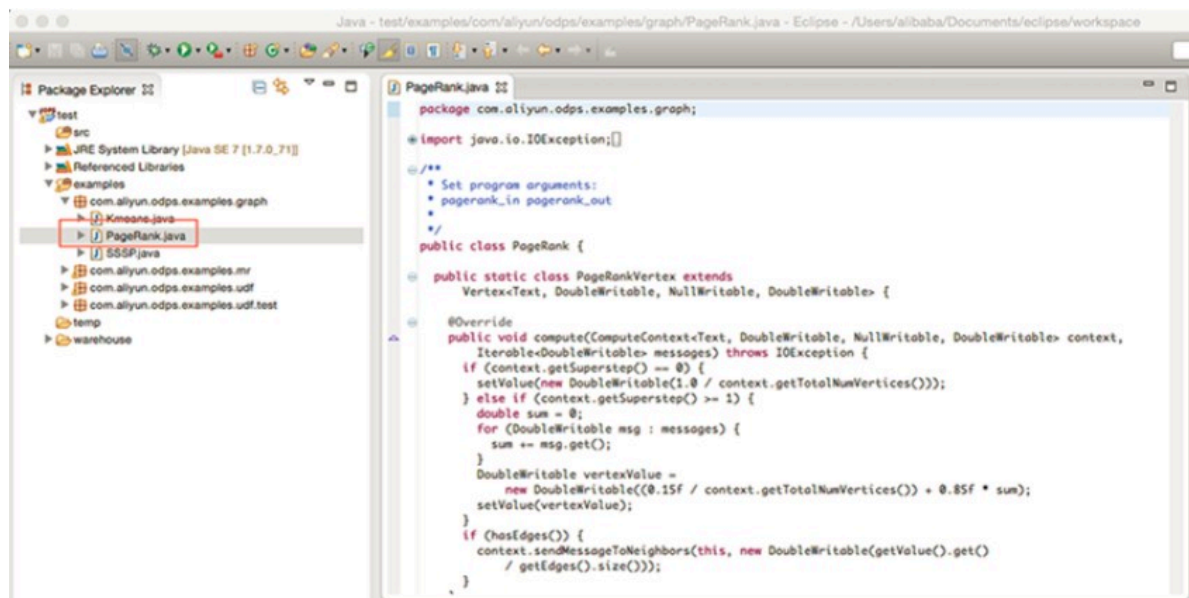 Java - test/examples/com/aliyun/odps/examples/graph/PageRank.java - Eclipse - /Users/alibaba/Documents/eclipse/workspace
Package Explorer
test
src
JRE System Library [Java SE 7 [1.7.0_71]]
Referenced Libraries
examples
com.aliyun.odps.examples.graph
Kmeans.java
PageRank.java
SSSP.java
com.aliyun.odps.examples.mr
com.aliyun.odps.examples.udf
com.aliyun.odps.examples.udf.test
temp
warehouse
PageRank.java
package com.aliyun.odps.examples.graph;
import java.io.IOException;
/**
* Set program arguments:
* pagerank_in pagerank_out
*
*/
public class PageRank {
public static class PageRankVertex extends
Vertex<Text, DoubleWritable, NullWritable, DoubleWritable> {
@Override
public void compute(ComputeContext<Text, DoubleWritable, NullWritable, DoubleWritable> context,
Iterable<DoubleWritable> messages) throws IOException {
if (context.getSuperstep() == 0) {
setValue(new DoubleWritable(1.0 / context.getTotalNumVertices()));
} else if (context.getSuperstep() >= 1) {
double sum = 0;
for (DoubleWritable msg : messages) {
sum += msg.get();
}
DoubleWritable vertexValue =
new DoubleWritable((0.15f / context.getTotalNumVertices()) + 0.85f * sum);
setValue(vertexValue);
}
if (hasEdges()) {
context.sendMessageToNeighbors(this, new DoubleWritable(getValue().get()
/ getEdges().size()));
}